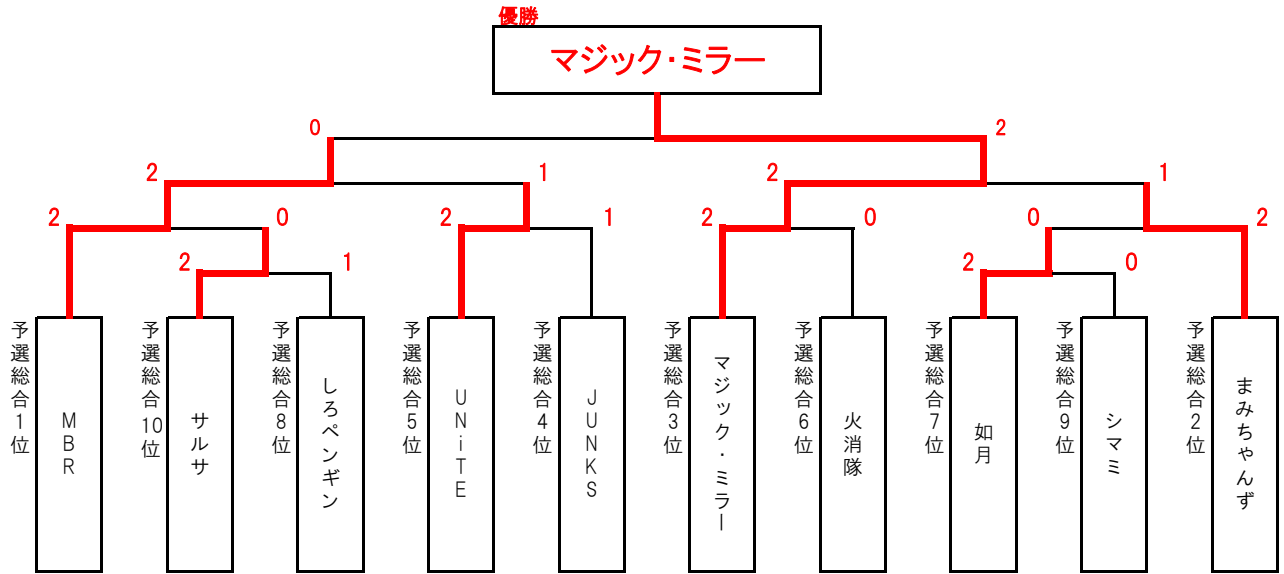 優勝
マジック・ミラー
0
2
2
1
2
1
2
0
2
1
2
0
0
2
2
1
2
0
予選総合1位
MBR
予選総合10位
サルサ
予選総合8位
しろペンギン
予選総合5位
UNiTE
予選総合4位
JUNKS
予選総合3位
マジック・ミラー
予選総合6位
火消隊
予選総合7位
如月
予選総合9位
シマミ
予選総合2位
まみちゃんず